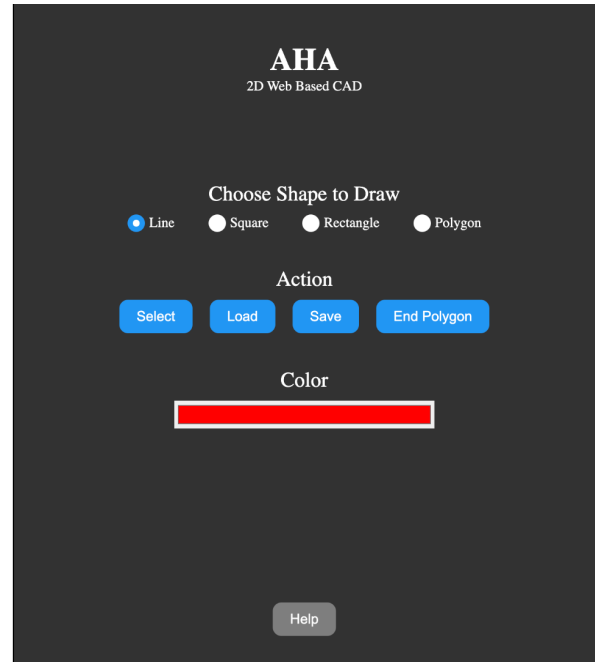 AHA
2D Web Based CAD
Choose Shape to Draw
Line Square Rectangle Polygon
Action
Select Load Save End Polygon
Color
Help